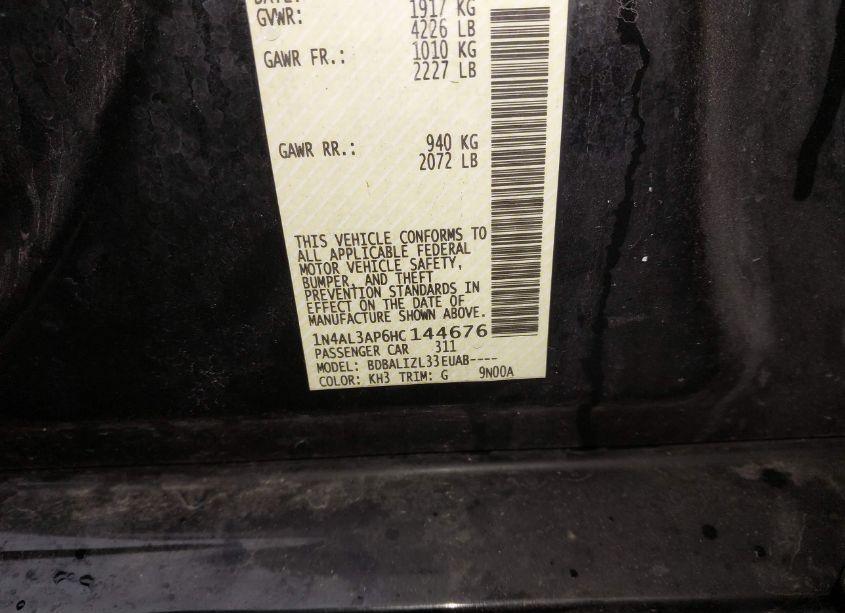 DATE:
GVWR: 1917 KG
4226 LB
GAWR FR.: 1010 KG
2227 LB
GAWR RR.: 940 KG
2072 LB
THIS VEHICLE CONFORMS TO
ALL APPLICABLE FEDERAL
MOTOR VEHICLE SAFETY,
BUMPER, AND THEFT
PREVENTION STANDARDS IN
EFFECT ON THE DATE OF
MANUFACTURE SHOWN ABOVE.
1N4AL3AP6HC144676
PASSENGER CAR 311
MODEL: BDBALIZL33EUAB----
COLOR: KH3 TRIM: G 9N00A